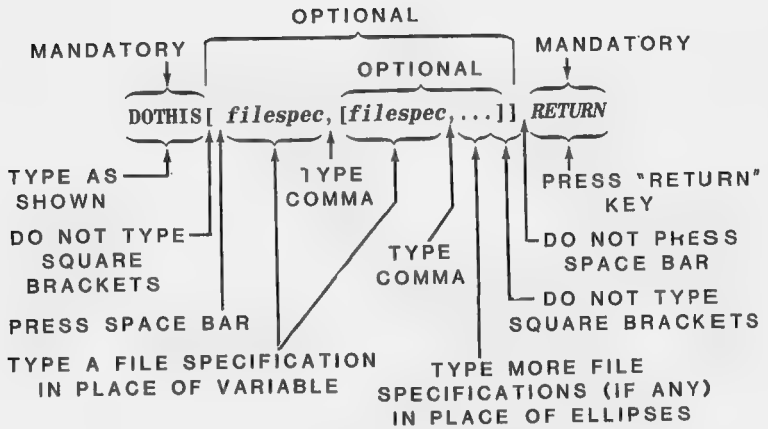 OPTIONAL
MANDATORY
MANDATORY
OPTIONAL
DOTHIS[ filespec,[filespec,...]] RETURN
TYPE AS
SHOWN
TYPE
COMMA
PRESS "RETURN"
KEY
DO NOT TYPE
SQUARE
BRACKETS
TYPE
COMMA
DO NOT PRESS
SPACE BAR
PRESS SPACE BAR
DO NOT TYPE
SQUARE BRACKETS
TYPE A FILE SPECIFICATION
IN PLACE OF VARIABLE
TYPE MORE FILE
SPECIFICATIONS (IF ANY)
IN PLACE OF ELLIPSES